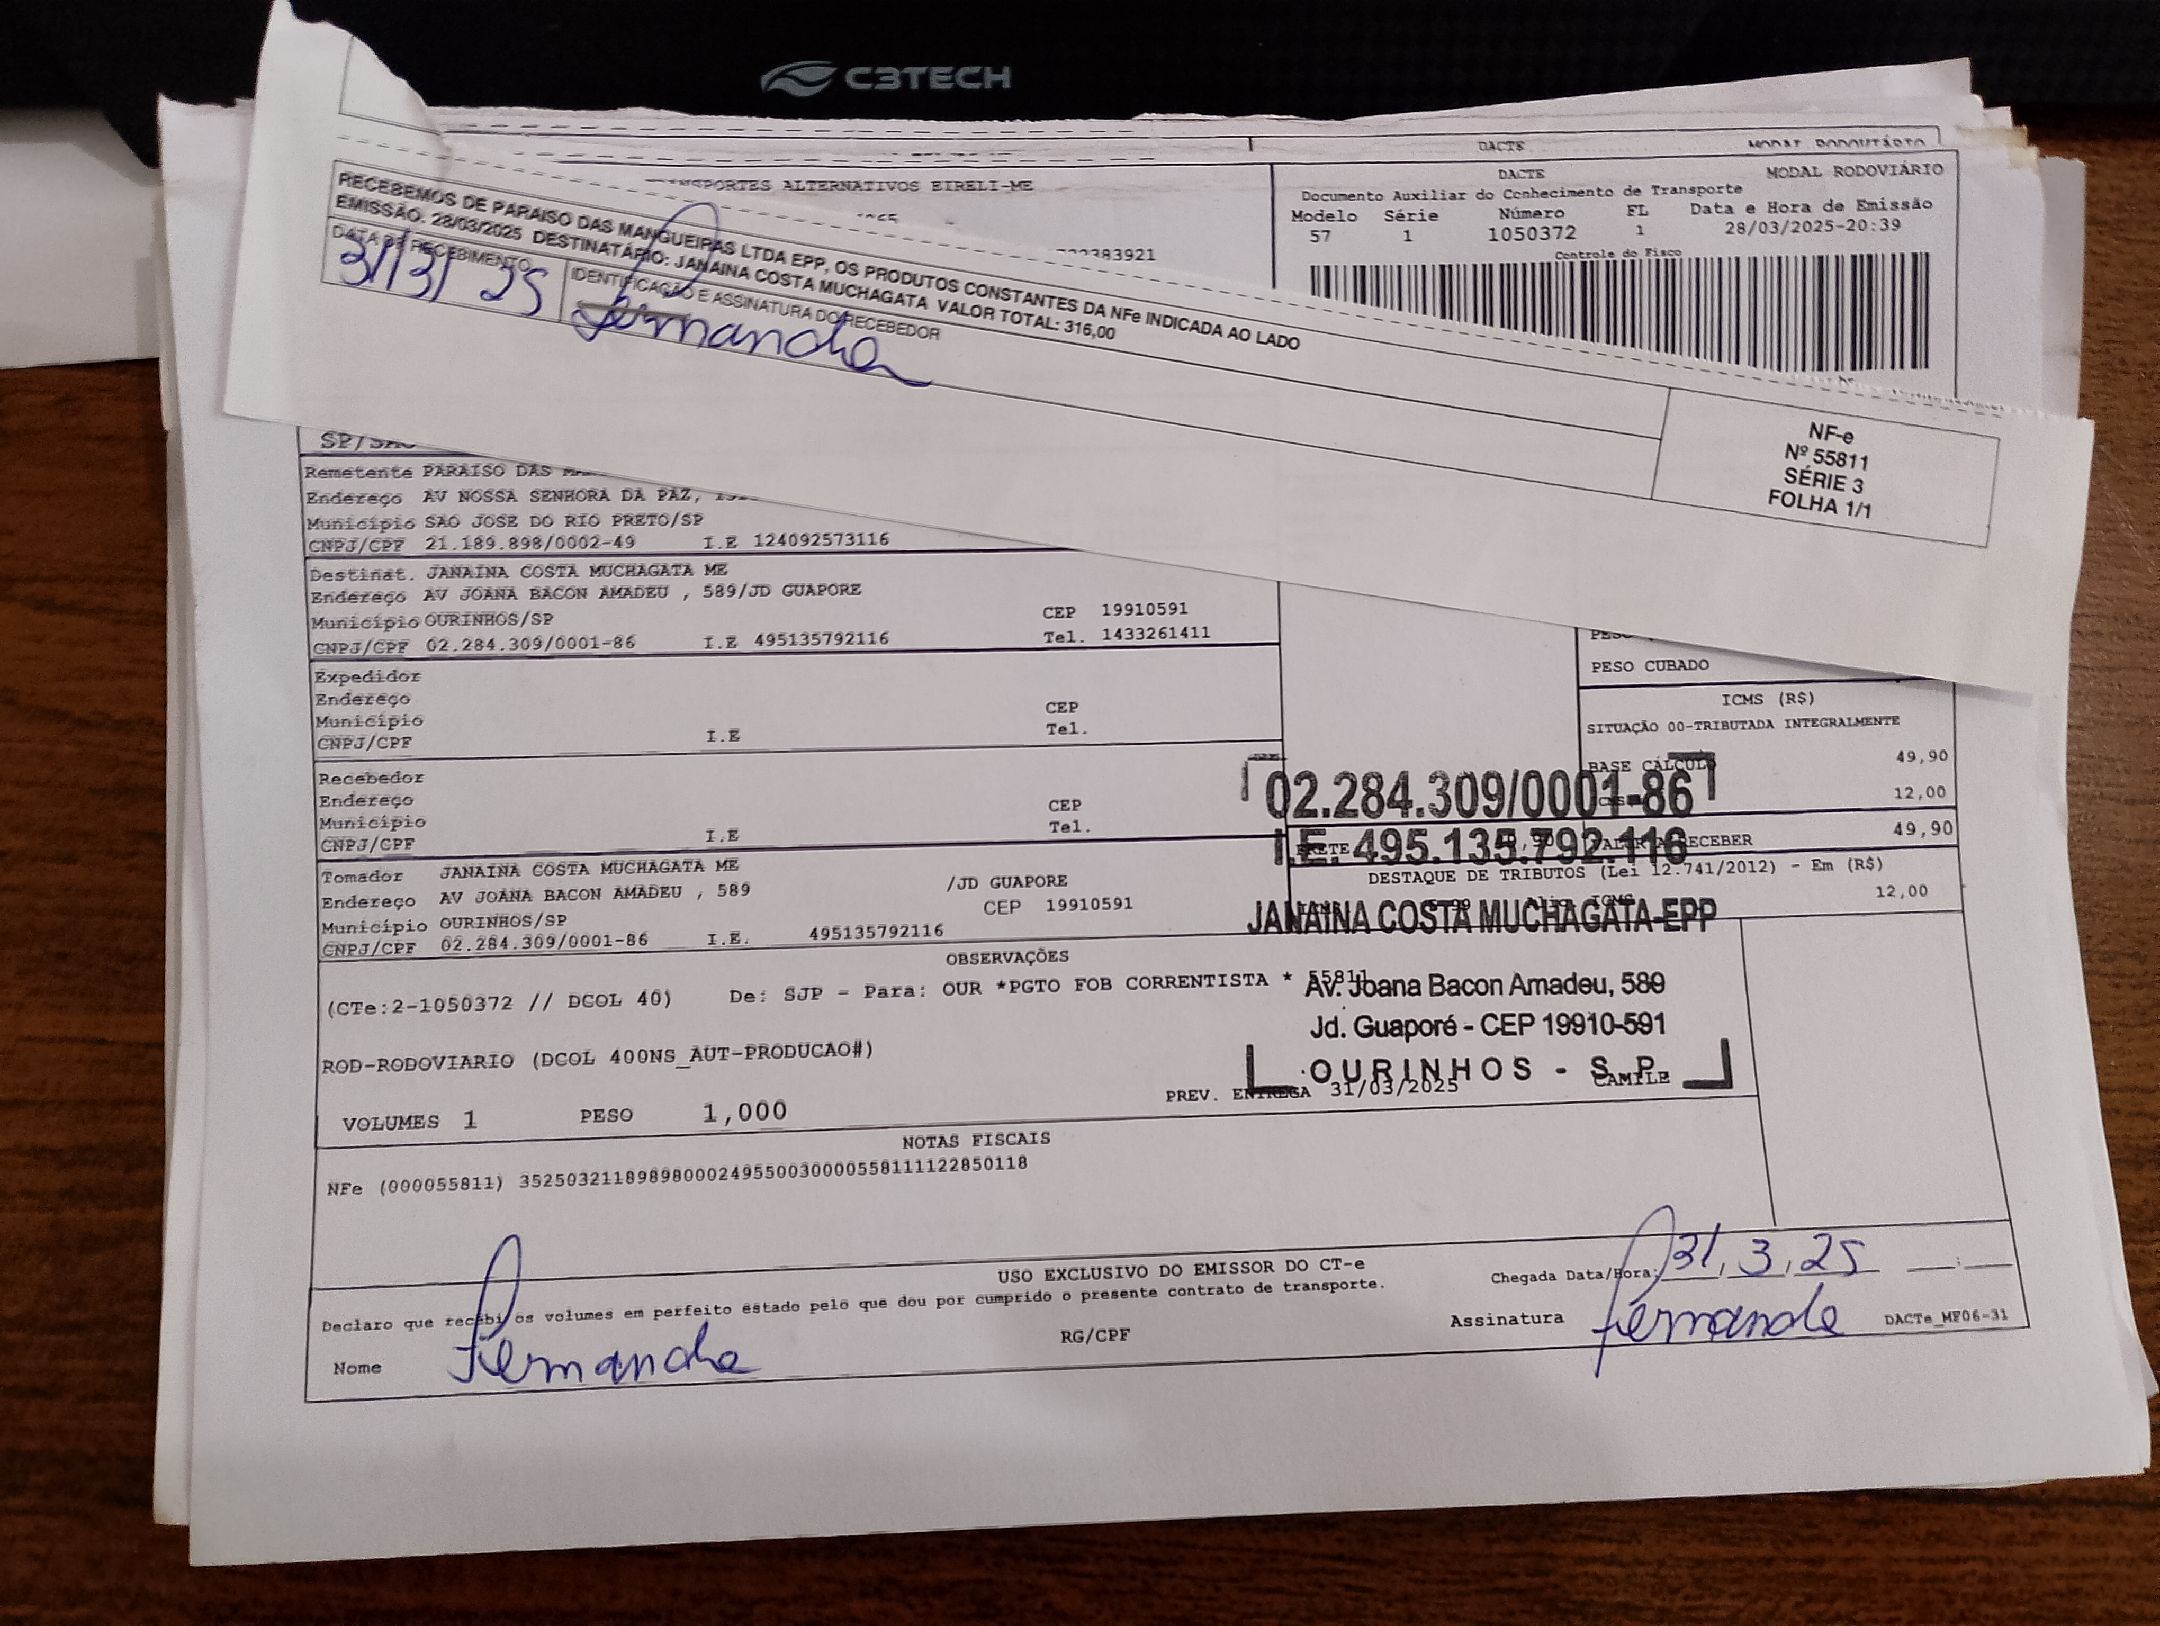 C3TECH
DACTE
MODAL RODOVIÁRIO
RECEBEMOS DE PARAISO DAS MANGUEIRAS LTDA EPP, OS PRODUTOS CONSTANTES DA NFe INDICADA AO LADO
EMISSÃO: 28/03/2025 DESTINATÁRIO: JANAINA COSTA MUCHAGATA VALOR TOTAL: 316,00
DATA DE RECEBIMENTO
31/3/25
IDENTIFICAÇÃO E ASSINATURA DO RECEBEDOR
Fernanda
NF-e
Nº 55811
SÉRIE 3
FOLHA 1/1
ALTERNATIVOS EIRELI-ME
DACTE
MODAL RODOVIÁRIO
Documento Auxiliar do Conhecimento de Transporte
Modelo Série Número FL Data e Hora de Emissão
57 1 1050372 1 28/03/2025-20:39
Controle do Fisco
Remetente PARAISO DAS
Endereço AV NOSSA SENHORA DA PAZ,
Município SAO JOSE DO RIO PRETO/SP
CNPJ/CPF 21.189.898/0002-49 I.E 124092573116
Destinat. JANAINA COSTA MUCHAGATA ME
Endereço AV JOANA BACON AMADEU , 589/JD GUAPORE
Município OURINHOS/SP CEP 19910591
CNPJ/CPF 02.284.309/0001-86 I.E 495135792116 Tel. 1433261411
Expedidor
Endereço
Município CEP
CNPJ/CPF I.E Tel.
Recebedor
Endereço
Município CEP
CNPJ/CPF I.E Tel.
Tomador JANAINA COSTA MUCHAGATA ME
Endereço AV JOANA BACON AMADEU , 589 /JD GUAPORE
Município OURINHOS/SP CEP 19910591
CNPJ/CPF 02.284.309/0001-86 I.E. 495135792116
PESO CUBADO
ICMS (R$)
SITUAÇÃO 00-TRIBUTADA INTEGRALMENTE
BASE CÁLCULO 49,90
12,00
RECEBER 49,90
DESTAQUE DE TRIBUTOS (Lei 12.741/2012) - Em (R$)
12,00
02.284.309/0001-86
I.E. 495.135.792.116
JANAINA COSTA MUCHAGATA-EPP
Av. Joana Bacon Amadeu, 589
Jd. Guaporé - CEP 19910-591
OURINHOS - S.P.
OBSERVAÇÕES
(CTe:2-1050372 // DCOL 40) De: SJP - Para: OUR *PGTO FOB CORRENTISTA * 55811
ROD-RODOVIARIO (DCOL 400NS_AUT-PRODUCAO#)
PREV. ENTREGA 31/03/2025 CAMILE
VOLUMES 1 PESO 1,000
NOTAS FISCAIS
NFe (000055811) 35250321189898000249550030000558111122850118
USO EXCLUSIVO DO EMISSOR DO CT-e
Declaro que recebi os volumes em perfeito estado pelo que dou por cumprido o presente contrato de transporte.
Chegada Data/Hora: 31, 3, 25
Nome Fernanda
RG/CPF
Assinatura Fernanda
DACTe_MF06-31